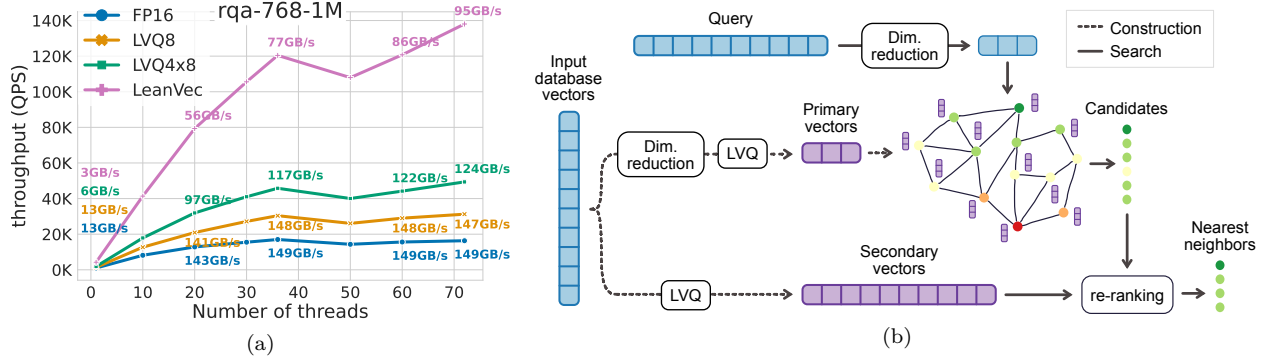 rqa-768-1M
FP16
LVQ8
LVQ4x8
LeanVec
throughput (QPS)
140K
120K
100K
80K
60K
40K
20K
0K
3GB/s
6GB/s
13GB/s
13GB/s
56GB/s
77GB/s
86GB/s
95GB/s
97GB/s
117GB/s
122GB/s
124GB/s
141GB/s
148GB/s
148GB/s
147GB/s
143GB/s
149GB/s
149GB/s
149GB/s
0 10 20 30 40 50 60 70
Number of threads
(a)
Query
Dim.
reduction
Construction
Search
Input
database
vectors
Dim.
reduction
LVQ
Primary
vectors
Candidates
LVQ
Secondary
vectors
re-ranking
Nearest
neighbors
(b)